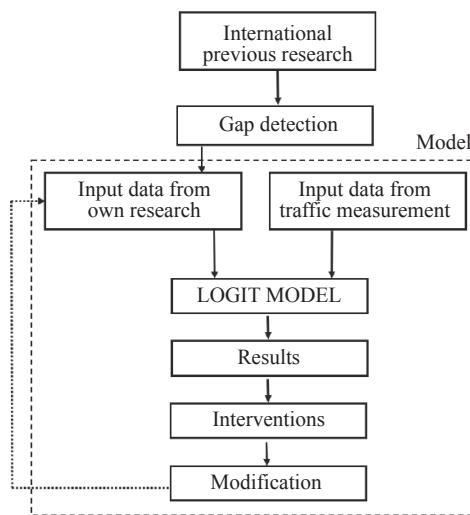 International
previous research
Gap detection
Model
Input data from
own research
Input data from
traffic measurement
LOGIT MODEL
Results
Interventions
Modification